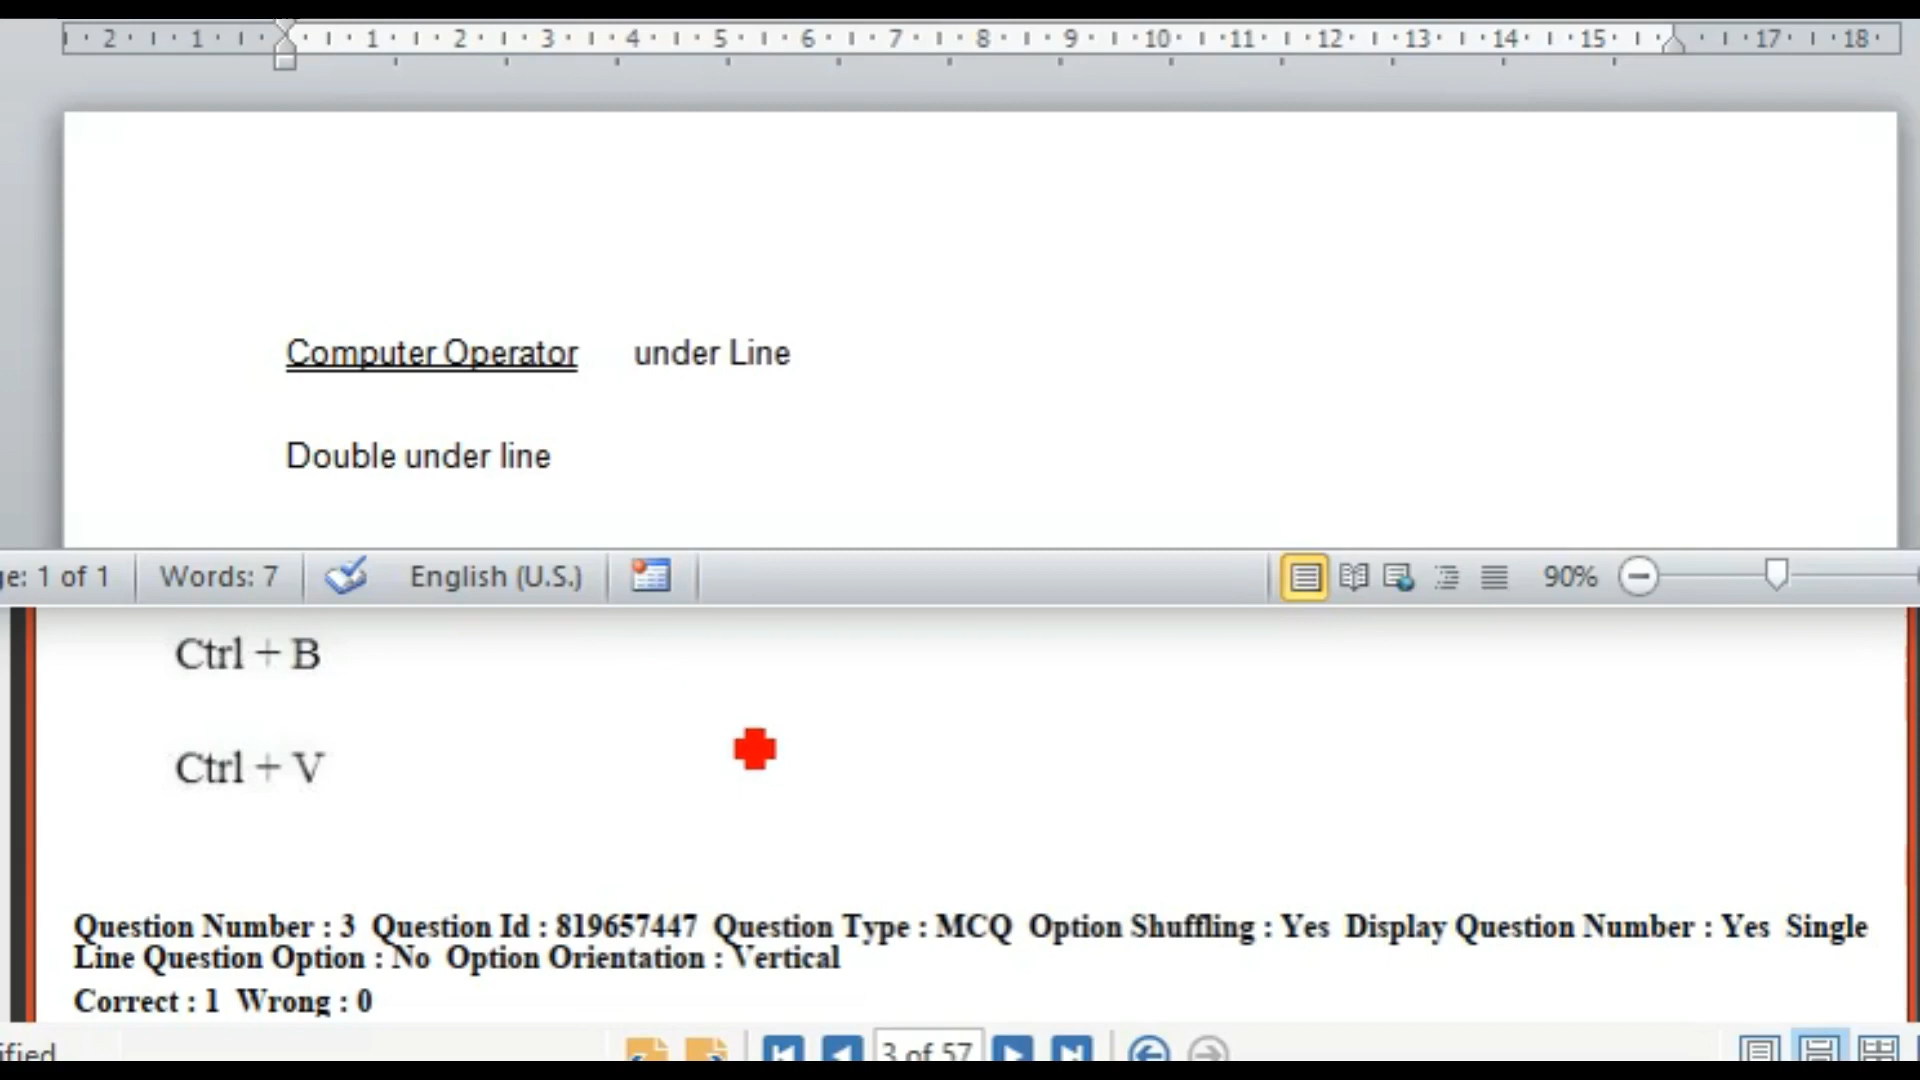 2 1 1 2 3 4 5 6 7 8 9 10 11 12 13 14 15 17 18
Computer Operator under Line
Double under line
ge: 1 of 1 Words: 7 English (U.S.) 90%
Ctrl + B
Ctrl + V
Question Number : 3 Question Id : 819657447 Question Type : MCQ Option Shuffling : Yes Display Question Number : Yes Single
Line Question Option : No Option Orientation : Vertical
Correct : 1 Wrong : 0
ified 3 of 57